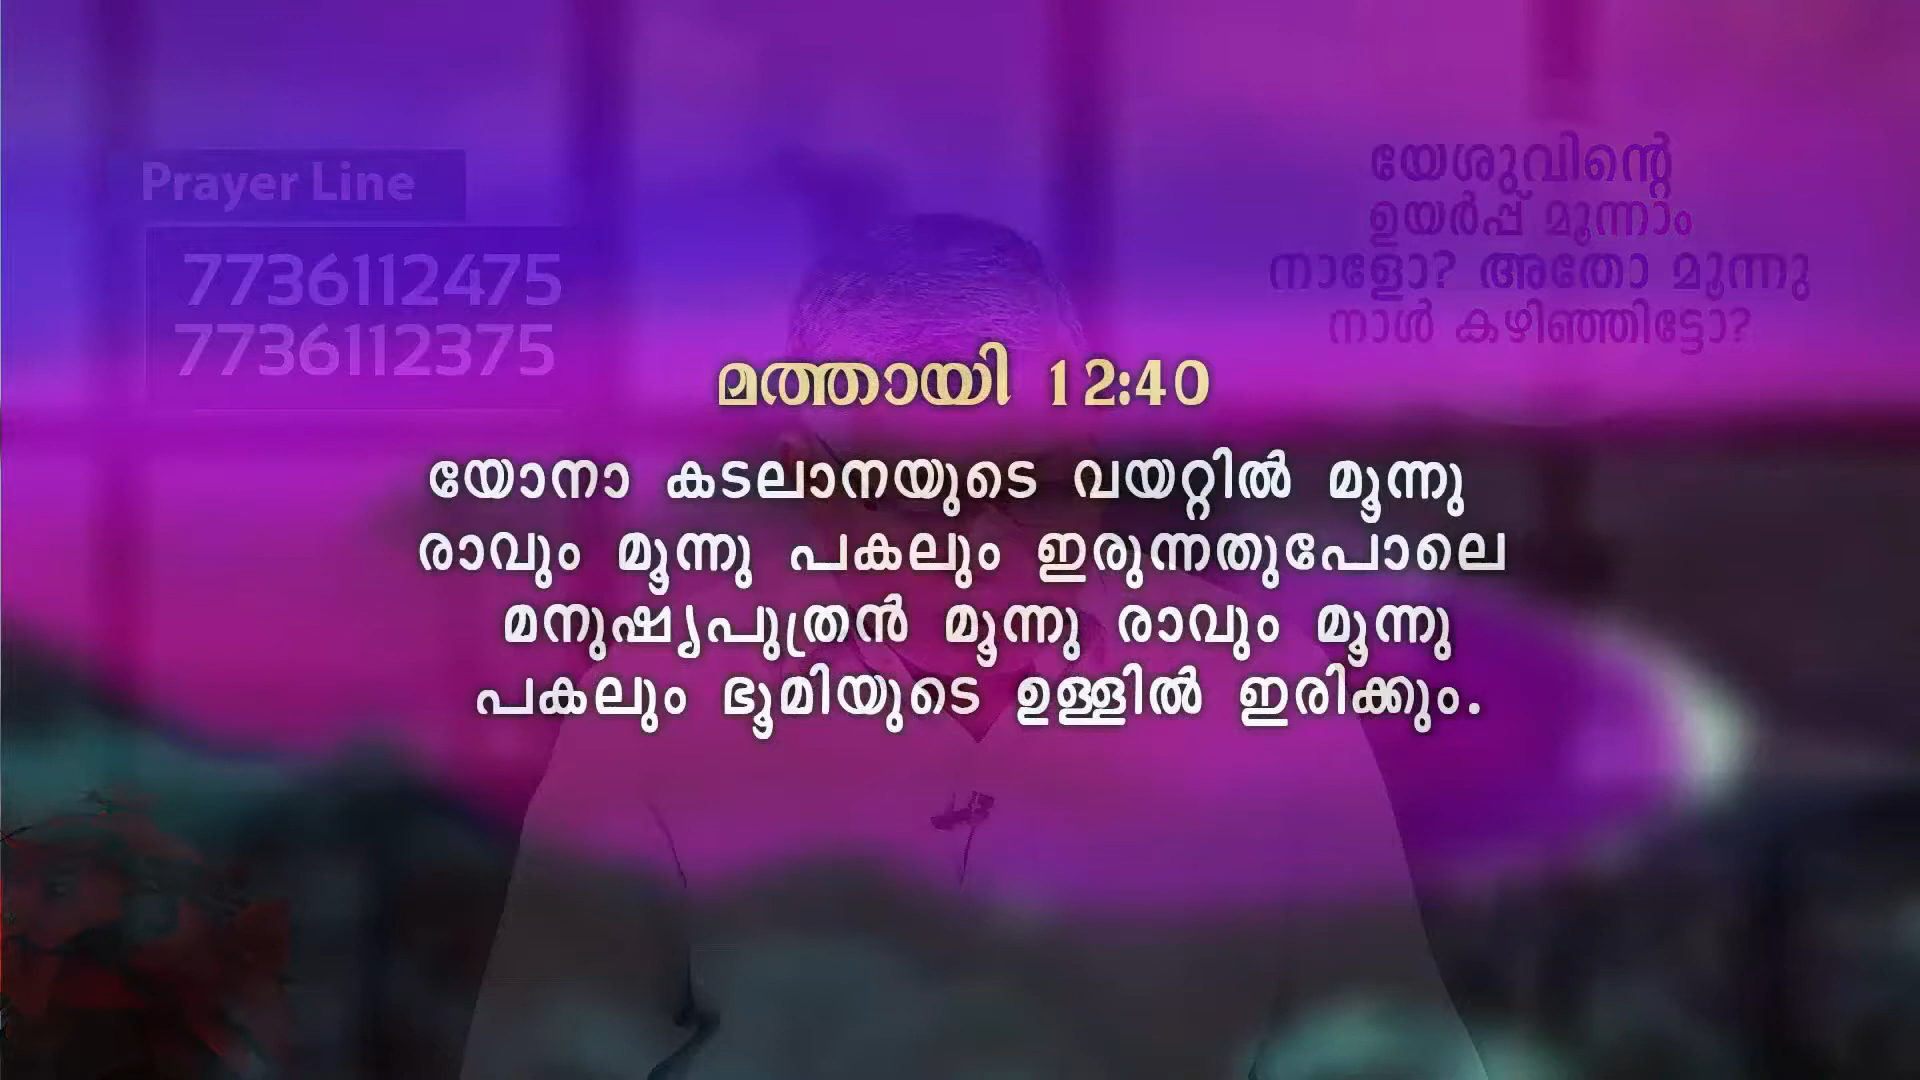 Prayer Line
7736112475
7736112375
യേശുവിന്റെ
ഉയർപ്പ് മൂന്നാം
നാളോ? അതോ മൂന്നു
നാൾ കഴിഞ്ഞിട്ടോ?
മത്തായി 12:40
യോനാ കടലാനയുടെ വയറ്റിൽ മൂന്നു
രാവും മൂന്നു പകലും ഇരുന്നതുപോലെ
മനുഷ്യപുത്രൻ മൂന്നു രാവും മൂന്നു
പകലും ഭൂമിയുടെ ഉള്ളിൽ ഇരിക്കും.